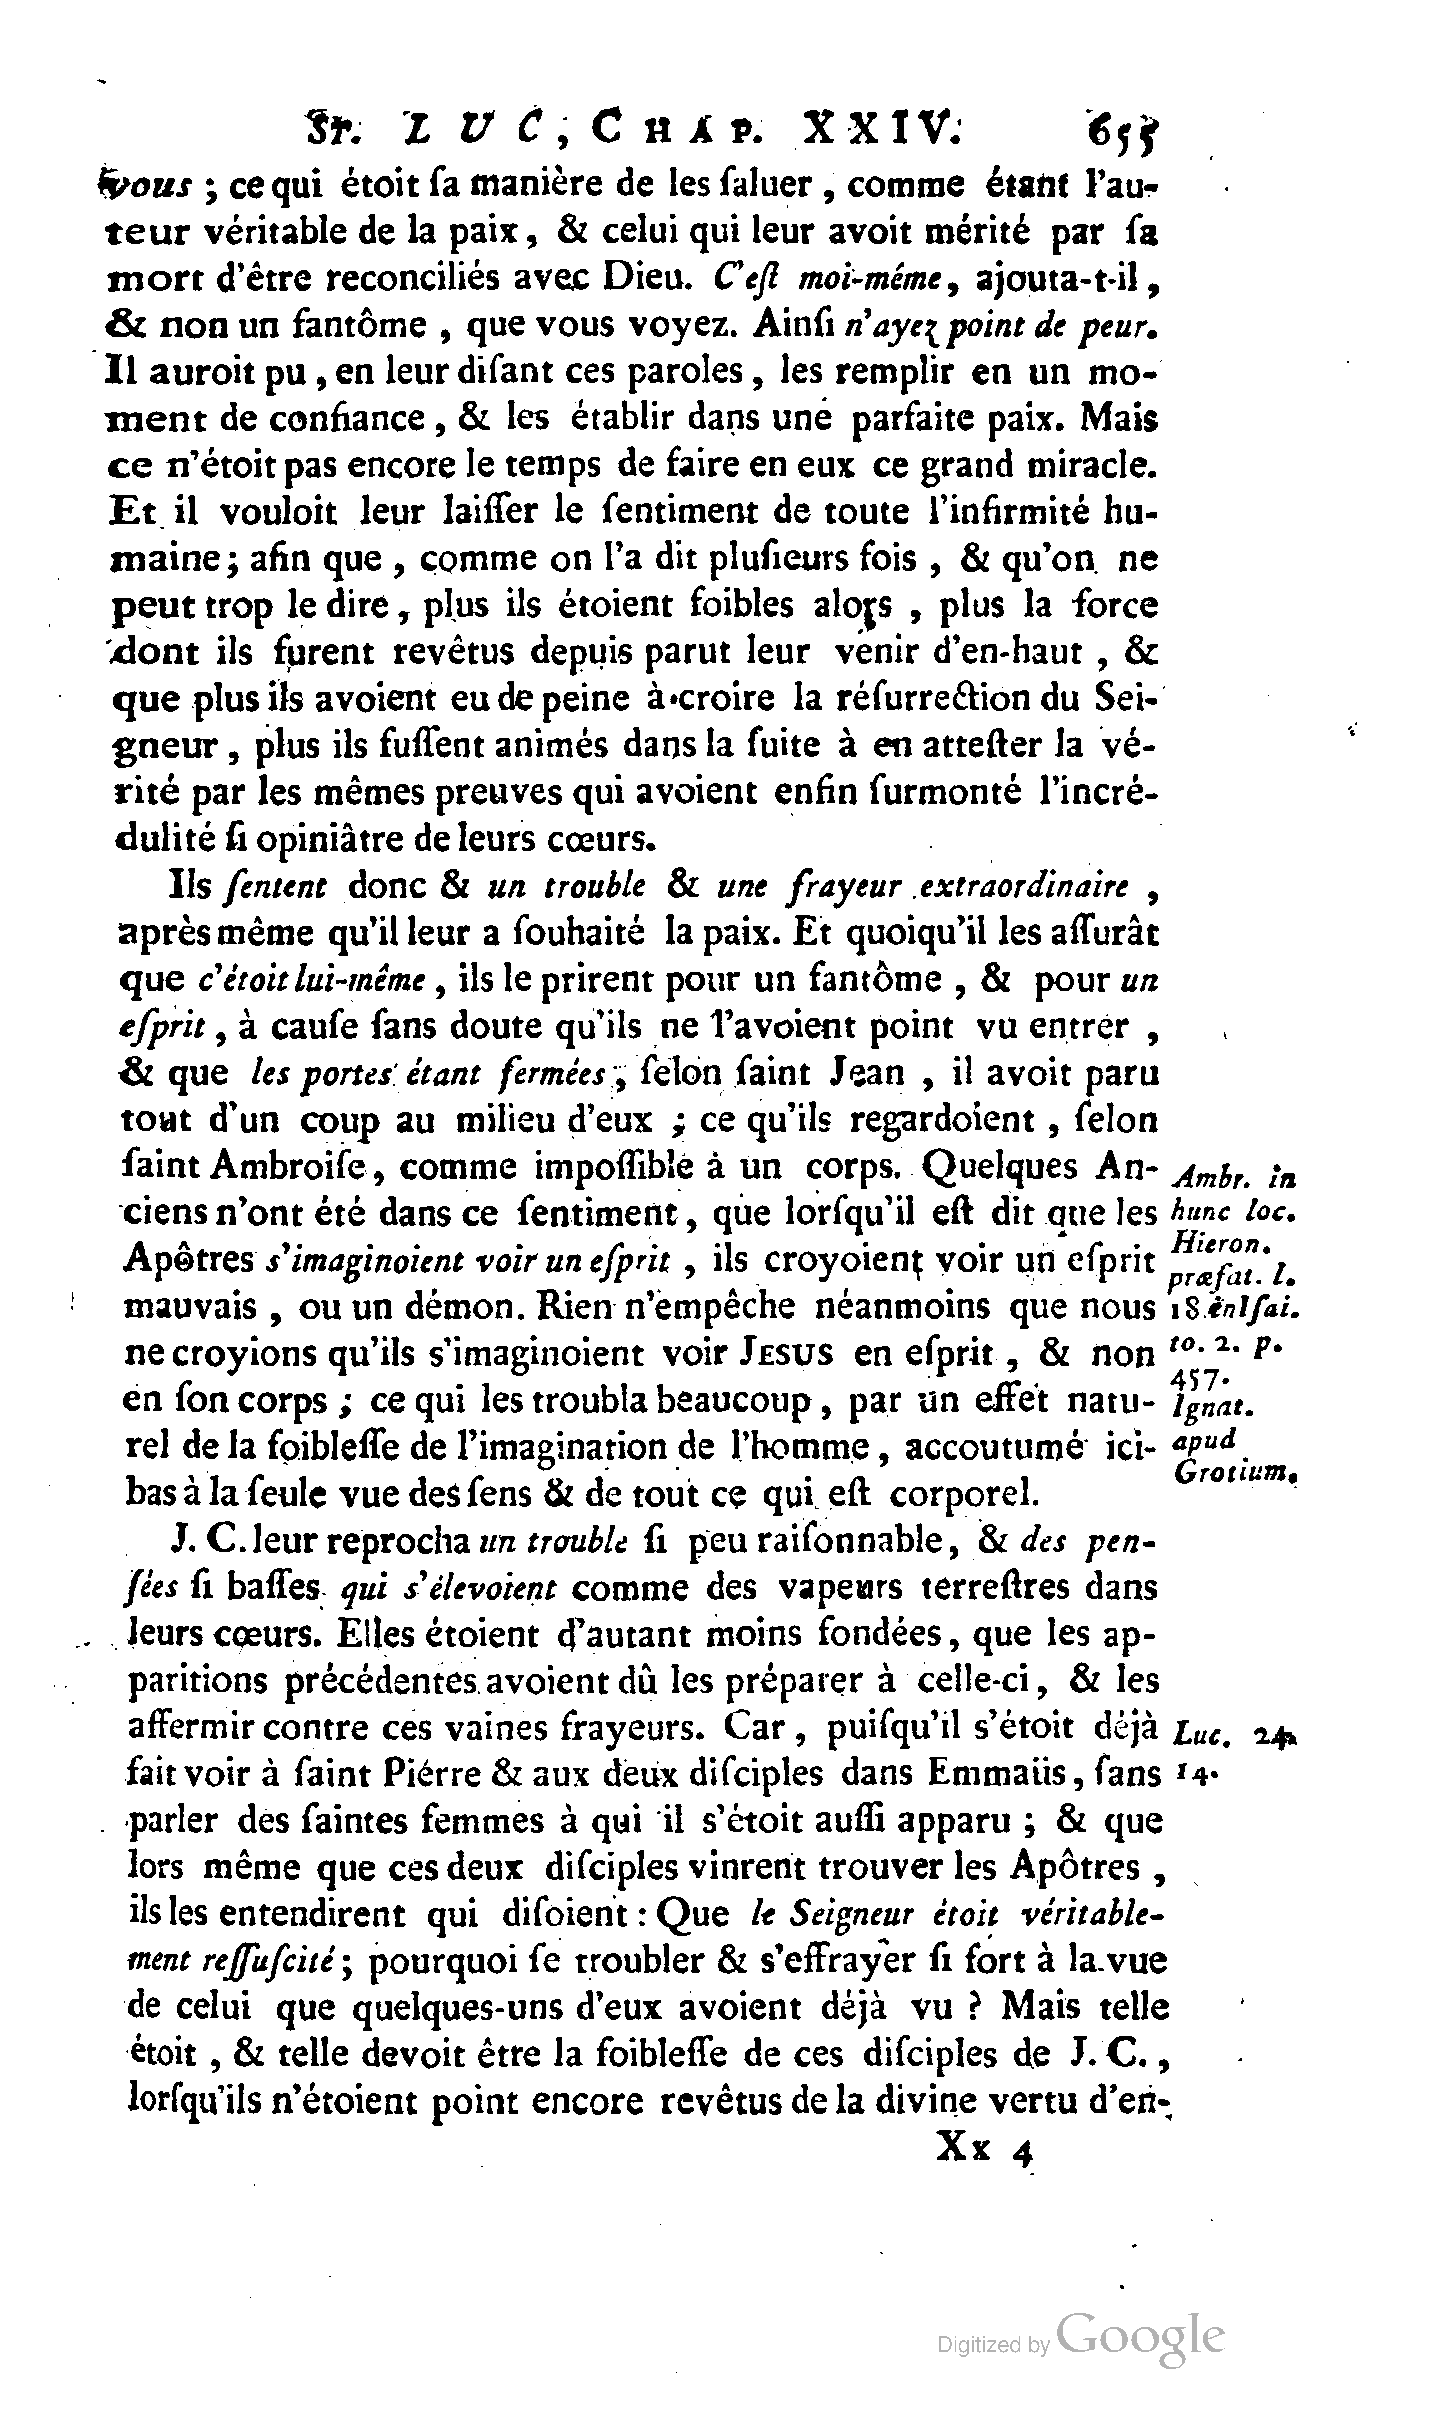 St. LUC, CHAP. XXIV. 655
vous ; ce qui étoit ſa manière de les ſaluer , comme étant l'au-
teur véritable de la paix, & celui qui leur avoit mérité par ſa
mort d'être reconciliés avec Dieu. C'eſt moi-même, ajouta-t-il ,
& non un fantôme , que vous voyez. Ainſi n'ayez point de peur.
Il auroit pu , en leur diſant ces paroles , les remplir en un mo-
ment de confiance , & les établir dans une parfaite paix. Mais
ce n'étoit pas encore le temps de faire en eux ce grand miracle.
Et il vouloit leur laiſſer le ſentiment de toute l'infirmité hu-
maine ; afin que , comme on l'a dit pluſieurs fois , & qu'on ne
peut trop le dire , plus ils étoient foibles alors , plus la force
dont ils furent revêtus depuis parut leur venir d'en-haut , &
que plus ils avoient eu de peine à croire la réſurrection du Sei-
gneur , plus ils fuſſent animés dans la ſuite à en atteſter la vé-
rité par les mêmes preuves qui avoient enfin ſurmonté l'incré-
dulité ſi opiniâtre de leurs cœurs.
Ils ſentent donc & un trouble & une frayeur extraordinaire ,
après même qu'il leur a ſouhaité la paix. Et quoiqu'il les aſſurât
que c'étoit lui-même , ils le prirent pour un fantôme , & pour un
eſprit , à cauſe ſans doute qu'ils ne l'avoient point vu entrer ,
& que les portes étant fermées , ſelon ſaint Jean , il avoit paru
tout d'un coup au milieu d'eux ; ce qu'ils regardoient , ſelon
ſaint Ambroiſe , comme impoſſible à un corps. Quelques An-
ciens n'ont été dans ce ſentiment , que lorſqu'il eſt dit que les
Apôtres s'imaginoient voir un eſprit , ils croyoient voir un eſprit
mauvais , ou un démon. Rien n'empêche néanmoins que nous
ne croyions qu'ils s'imaginoient voir JESUS en eſprit , & non
en ſon corps ; ce qui les troubla beaucoup , par un effet natu-
rel de la foibleſſe de l'imagination de l'homme , accoutumé ici-
bas à la ſeule vue des ſens & de tout ce qui eſt corporel.
Ambr. in
hunc loc.
Hieron.
præfat. l.
18. in Iſai.
to. 2. p.
457.
Ignat.
apud
Grotium.
J. C. leur reprocha un trouble ſi peu raiſonnable , & des pen-
ſées ſi baſſes qui s'élevoient comme des vapeurs terreſtres dans
leurs cœurs. Elles étoient d'autant moins fondées , que les ap-
paritions précédentes avoient dû les préparer à celle-ci , & les
affermir contre ces vaines frayeurs. Car , puiſqu'il s'étoit déjà
fait voir à ſaint Pierre & aux deux diſciples dans Emmaüs , ſans
parler des ſaintes femmes à qui il s'étoit auſſi apparu ; & que
lors même que ces deux diſciples vinrent trouver les Apôtres ,
ils les entendirent qui diſoient : Que le Seigneur étoit véritable-
ment reſſuſcité ; pourquoi ſe troubler & s'effrayer ſi fort à la vue
de celui que quelques-uns d'eux avoient déjà vu ? Mais telle
étoit , & telle devoit être la foibleſſe de ces diſciples de J. C. ,
lorſqu'ils n'étoient point encore revêtus de la divine vertu d'en-
Luc. 24.
14.
Xx 4
Digitized by Google